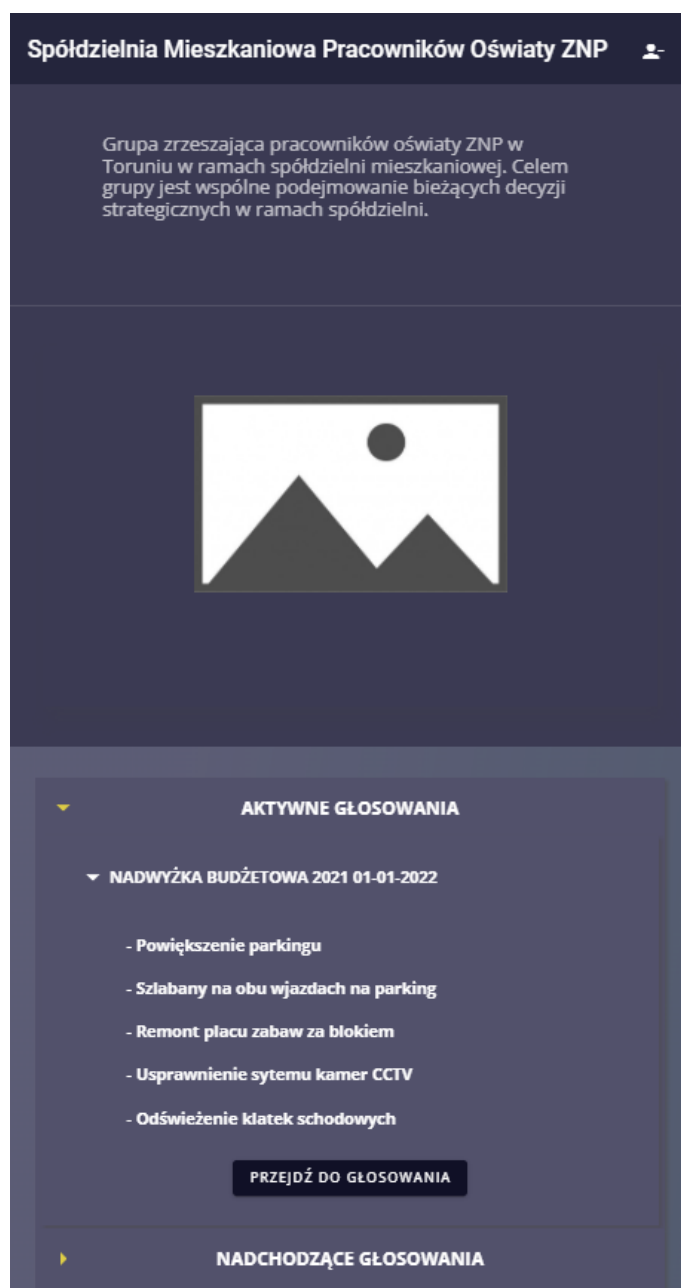 Spółdzielnia Mieszkaniowa Pracowników Oświaty ZNP
Grupa zrzeszająca pracowników oświaty ZNP w
Toruniu w ramach spółdzielni mieszkaniowej. Celem
grupy jest wspólne podejmowanie bieżących decyzji
strategicznych w ramach spółdzielni.
AKTYWNE GŁOSOWANIA
NADWYŻKA BUDŻETOWA 2021 01-01-2022
- Powiększenie parkingu
- Szlabany na obu wjazdach na parking
- Remont placu zabaw za blokiem
- Usprawnienie sytemu kamer CCTV
- Odświeżenie klatek schodowych
PRZEJDŹ DO GŁOSOWANIA
NADCHODZĄCE GŁOSOWANIA